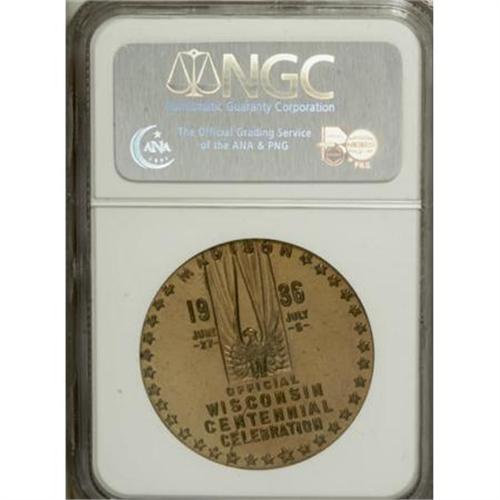 NGC
Numismatic Guaranty Corporation
The Official Grading Service
of the ANA & PNG
ANA
PNG
MADISON
19 36
JUNE JULY
-27- -5-
OFFICIAL
WISCONSIN
CENTENNIAL
CELEBRATION